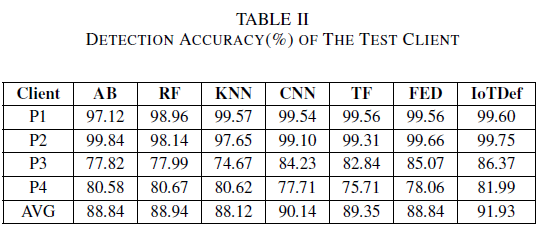 TABLE II
DETECTION ACCURACY(%) OF THE TEST CLIENT
Client AB RF KNN CNN TF FED IoTDef
P1 97.12 98.96 99.57 99.54 99.56 99.56 99.60
P2 99.84 98.14 97.65 99.10 99.31 99.66 99.75
P3 77.82 77.99 74.67 84.23 82.84 85.07 86.37
P4 80.58 80.67 80.62 77.71 75.71 78.06 81.99
AVG 88.84 88.94 88.12 90.14 89.35 88.84 91.93